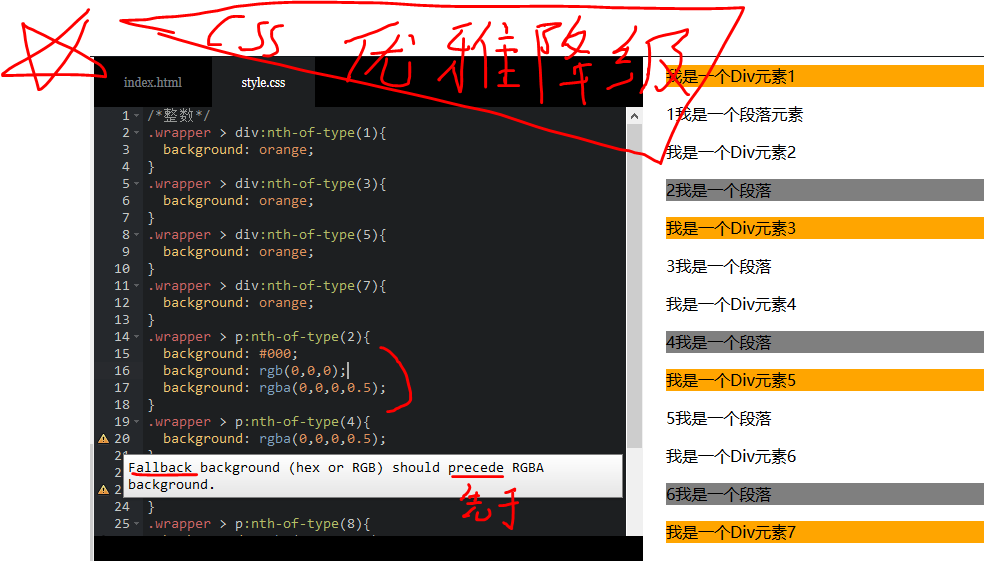 CSS 优雅降级
index.html style.css
1 /*整数*/
2 .wrapper > div:nth-of-type(1){
3 background: orange;
4 }
5 .wrapper > div:nth-of-type(3){
6 background: orange;
7 }
8 .wrapper > div:nth-of-type(5){
9 background: orange;
10 }
11 .wrapper > div:nth-of-type(7){
12 background: orange;
13 }
14 .wrapper > p:nth-of-type(2){
15 background: #000;
16 background: rgb(0,0,0);
17 background: rgba(0,0,0,0.5);
18 }
19 .wrapper > p:nth-of-type(4){
20 background: rgba(0,0,0,0.5);
Fallback background (hex or RGB) should precede RGBA
background.
先于
24 }
25 .wrapper > p:nth-of-type(8){
我是一个Div元素1
1我是一个段落元素
我是一个Div元素2
2我是一个段落
我是一个Div元素3
3我是一个段落
我是一个Div元素4
4我是一个段落
我是一个Div元素5
5我是一个段落
我是一个Div元素6
6我是一个段落
我是一个Div元素7